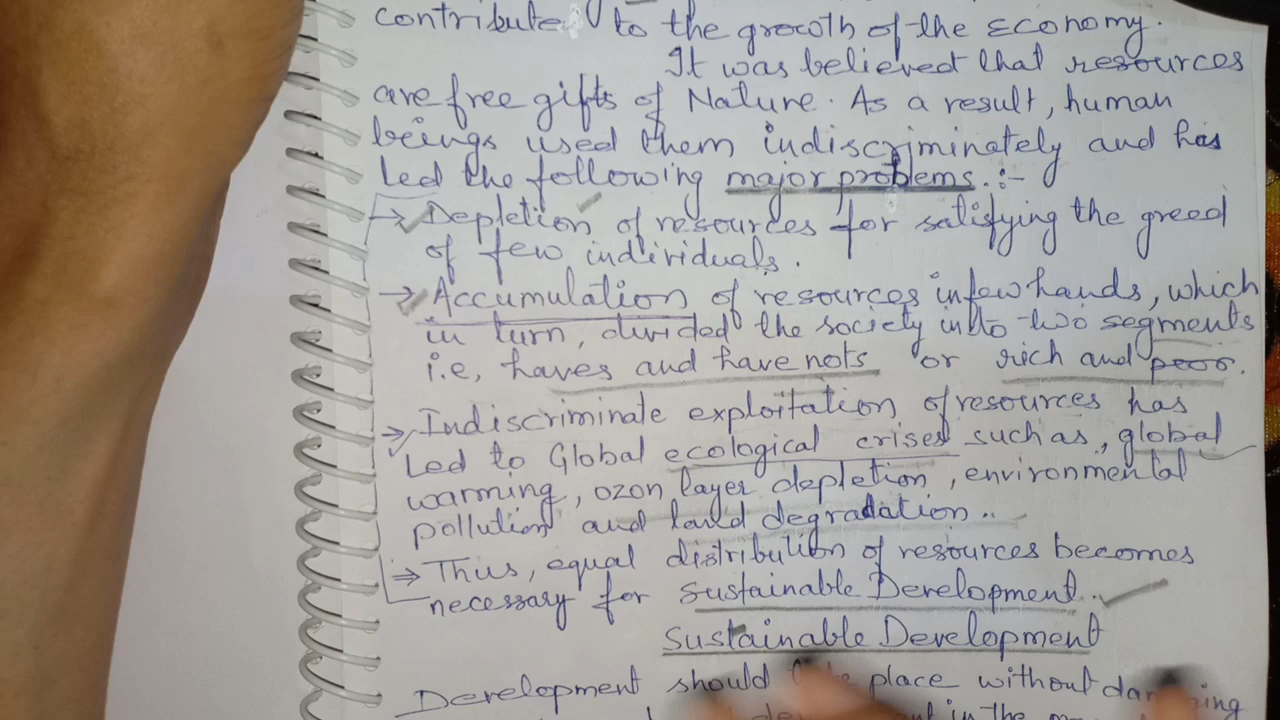 contribute to the growth of the Economy.
It was believed that resources
are free gifts of Nature. As a result, human
beings used them indiscriminately and has
led the following major problems. :-
→ Depletion of resources for satisfying the greed
of few individuals.
→ Accumulation of resources in few hands, which
in turn, divided the society into two segments
i.e, haves and have nots or rich and poor.
→ Indiscriminate exploitation of resources has
Led to Global ecological crises such as, global
warming, ozon layer depletion, environmental
pollution and land degradation..
⇒ Thus, equal distribution of resources becomes
necessary for Sustainable Development..
Sustainable Development
Development should place without
in the